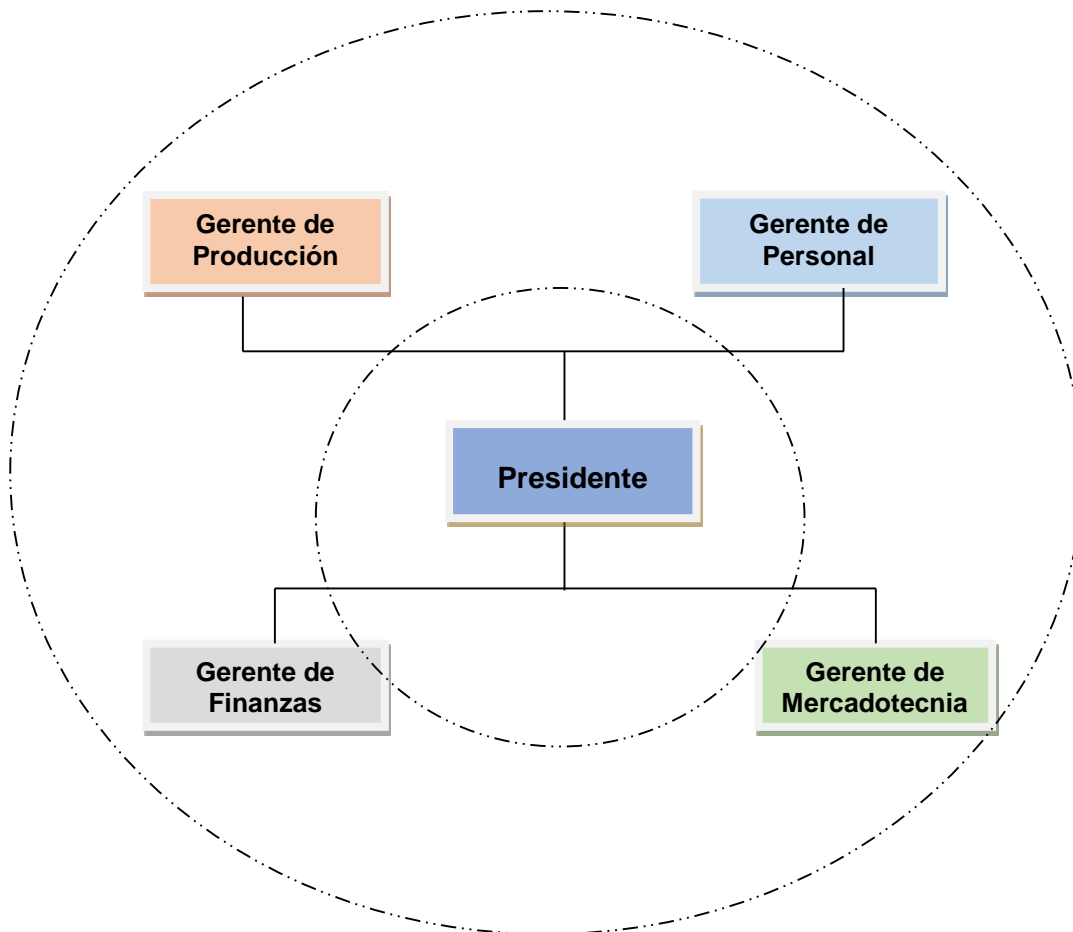 Gerente de
Producción
Gerente de
Personal
Presidente
Gerente de
Finanzas
Gerente de
Mercadotecnia